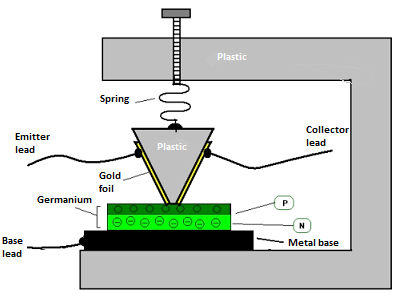 Plastic
Spring
Emitter
lead
Collector
lead
Plastic
Gold
foil
Germanium
P
N
Base
lead
Metal base